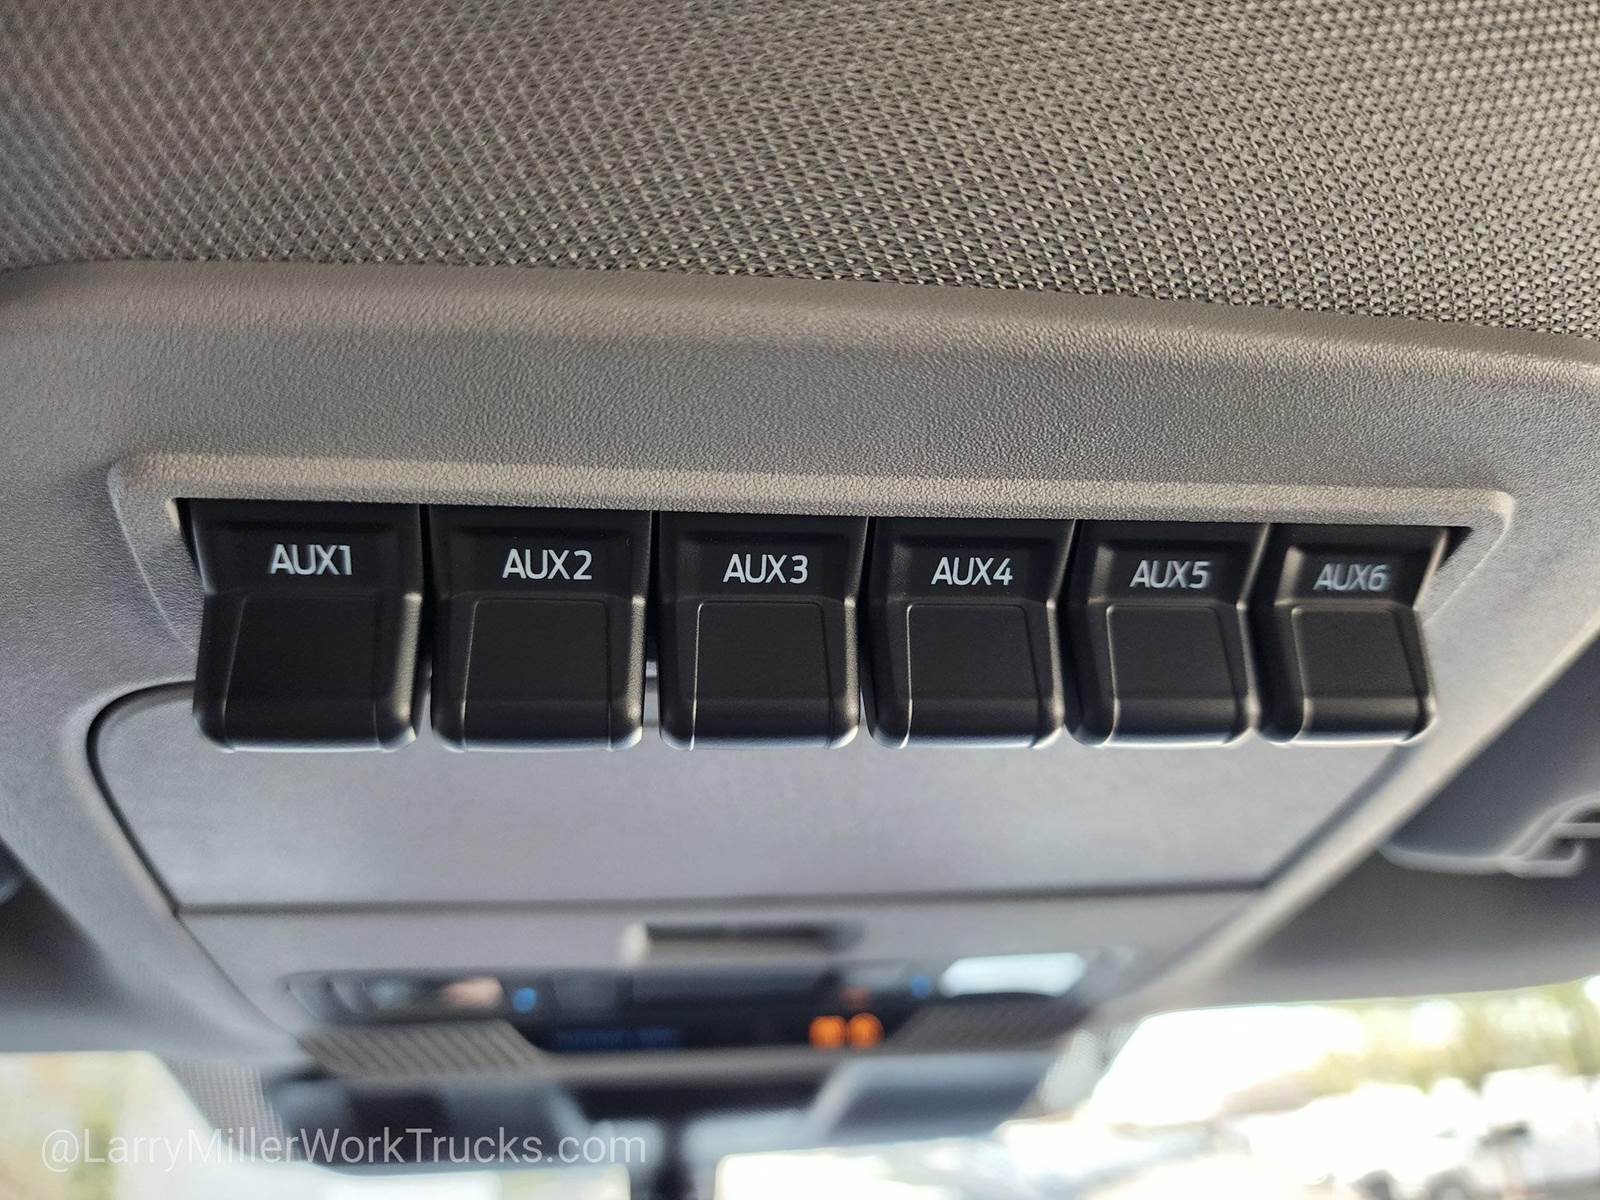 AUX1 AUX2 AUX3 AUX4 AUX5 AUX6
@LarryMillerWorkTrucks.com